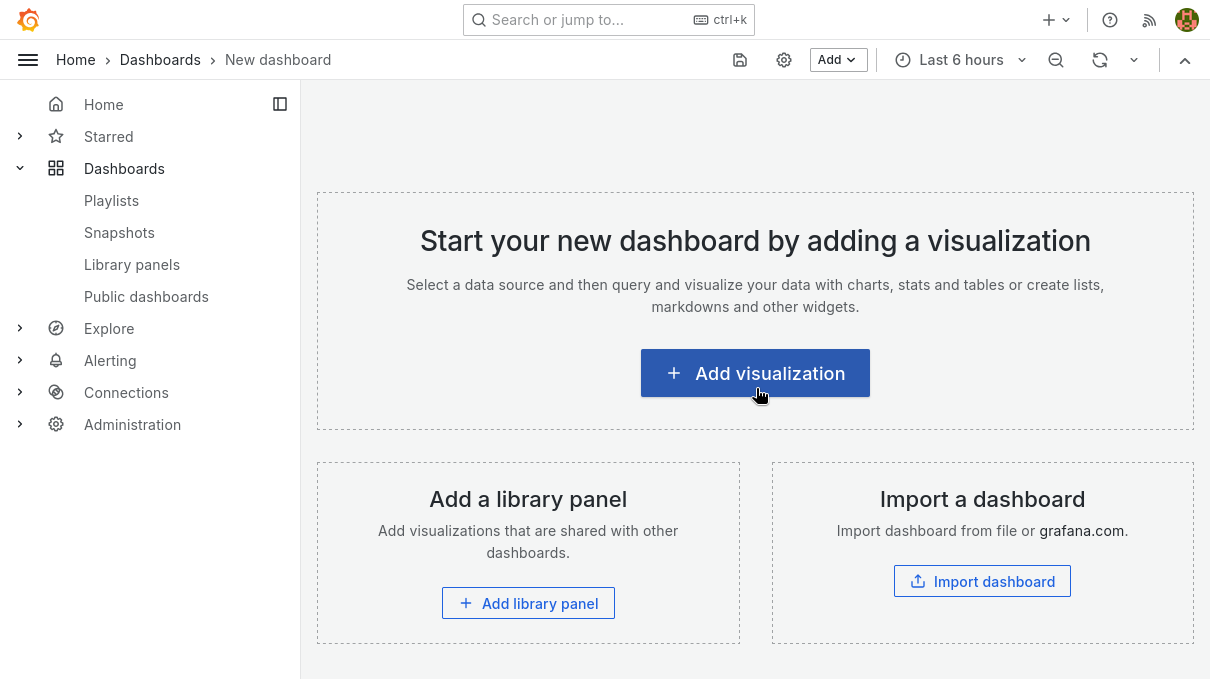 Search or jump to...
ctrl+k
Home
Dashboards
New dashboard
Add
Last 6 hours
Home
Starred
Dashboards
Playlists
Snapshots
Library panels
Public dashboards
Explore
Alerting
Connections
Administration
Start your new dashboard by adding a visualization
Select a data source and then query and visualize your data with charts, stats and tables or create lists,
markdowns and other widgets.
Add visualization
Add a library panel
Add visualizations that are shared with other
dashboards.
Add library panel
Import a dashboard
Import dashboard from file or grafana.com.
Import dashboard